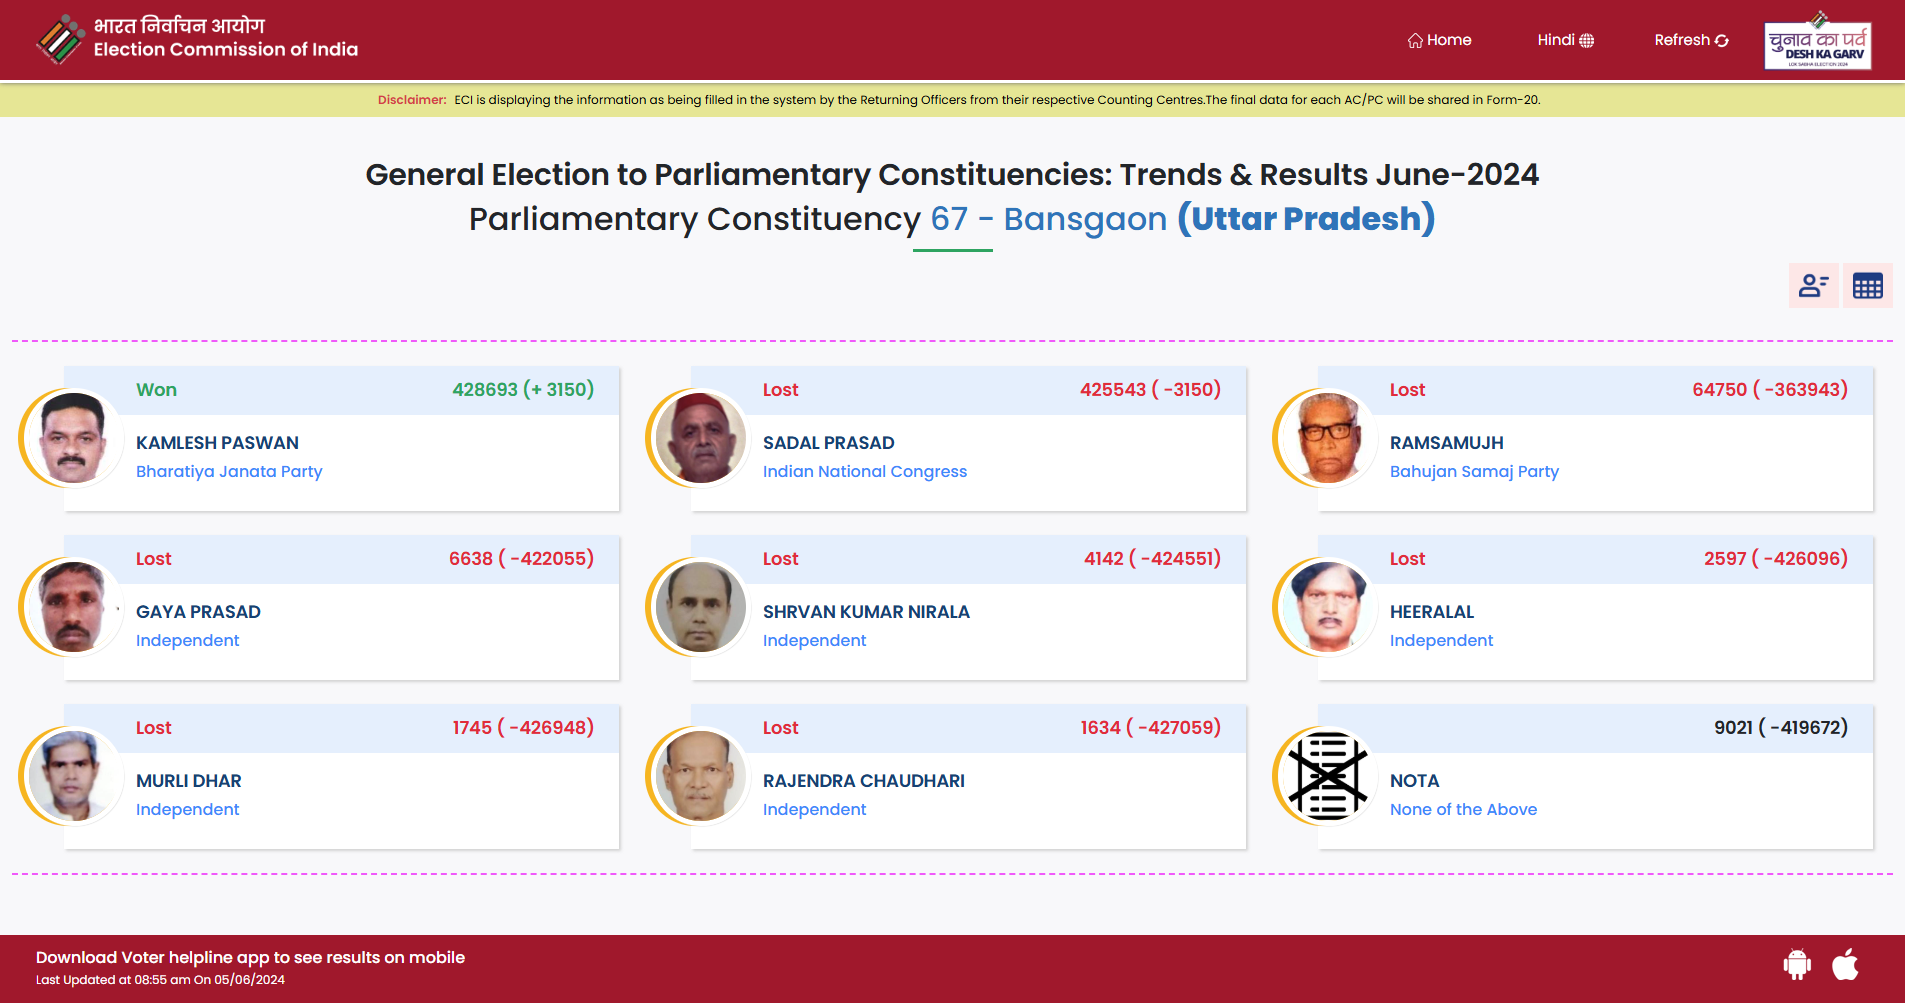 भारत निर्वाचन आयोग
Election Commission of India
Home
Hindi
Refresh
चुनाव का पर्व
DESH KA GARV
LOK SABHA ELECTION 2024
Disclaimer: ECI is displaying the information as being filled in the system by the Returning Officers from their respective Counting Centres.The final data for each AC/PC will be shared in Form-20.
General Election to Parliamentary Constituencies: Trends & Results June-2024
Parliamentary Constituency 67 - Bansgaon (Uttar Pradesh)
Won 428693 (+ 3150)
KAMLESH PASWAN
Bharatiya Janata Party
Lost 425543 ( -3150)
SADAL PRASAD
Indian National Congress
Lost 64750 ( -363943)
RAMSAMUJH
Bahujan Samaj Party
Lost 6638 ( -422055)
GAYA PRASAD
Independent
Lost 4142 ( -424551)
SHRVAN KUMAR NIRALA
Independent
Lost 2597 ( -426096)
HEERALAL
Independent
Lost 1745 ( -426948)
MURLI DHAR
Independent
Lost 1634 ( -427059)
RAJENDRA CHAUDHARI
Independent
9021 ( -419672)
NOTA
None of the Above
Download Voter helpline app to see results on mobile
Last Updated at 08:55 am On 05/06/2024